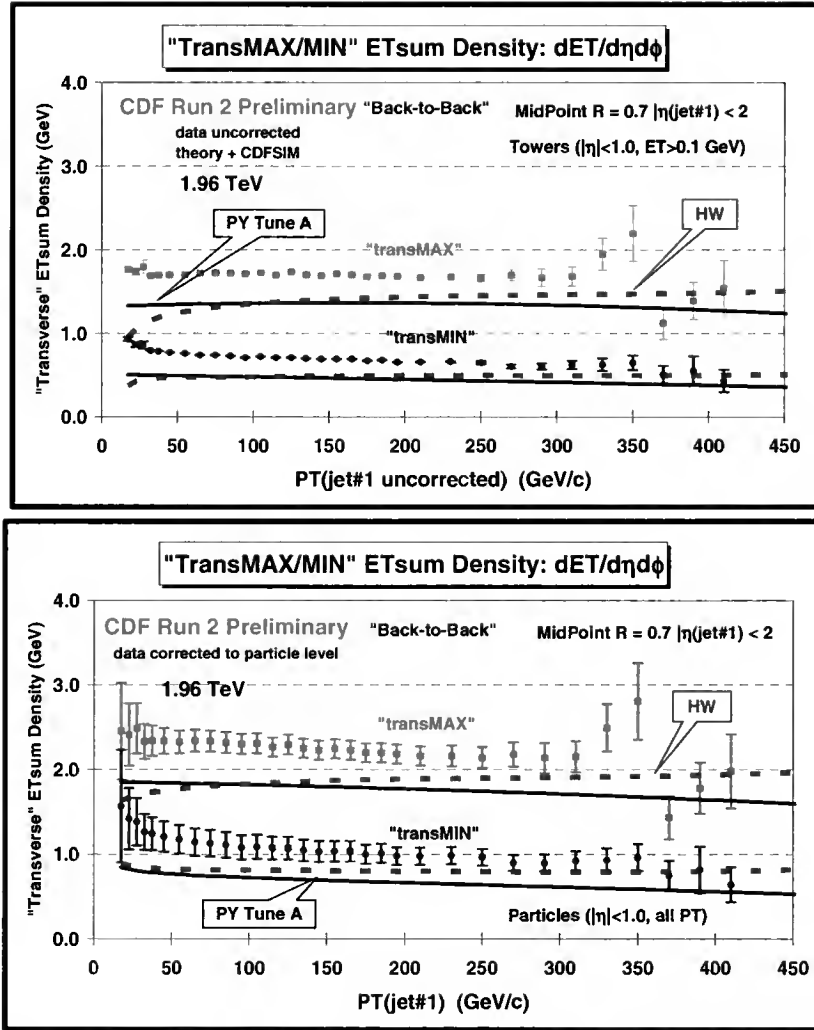 "TransMAX/MIN" ETsum Density: dET/dηdϕ
"Transverse" ETsum Density (GeV)
4.0
3.0
2.0
1.0
0.0
CDF Run 2 Preliminary "Back-to-Back"
MidPoint R = 0.7 |η(jet#1) < 2
data uncorrected
theory + CDFSIM
Towers (|η|<1.0, ET>0.1 GeV)
1.96 TeV
PY Tune A
HW
"transMAX"
"transMIN"
0 50 100 150 200 250 300 350 400 450
PT(jet#1 uncorrected) (GeV/c)
"TransMAX/MIN" ETsum Density: dET/dηdϕ
"Transverse" ETsum Density (GeV)
4.0
3.0
2.0
1.0
0.0
CDF Run 2 Preliminary "Back-to-Back"
MidPoint R = 0.7 |η(jet#1) < 2
data corrected to particle level
1.96 TeV
HW
"transMAX"
"transMIN"
PY Tune A
Particles (|η|<1.0, all PT)
0 50 100 150 200 250 300 350 400 450
PT(jet#1) (GeV/c)